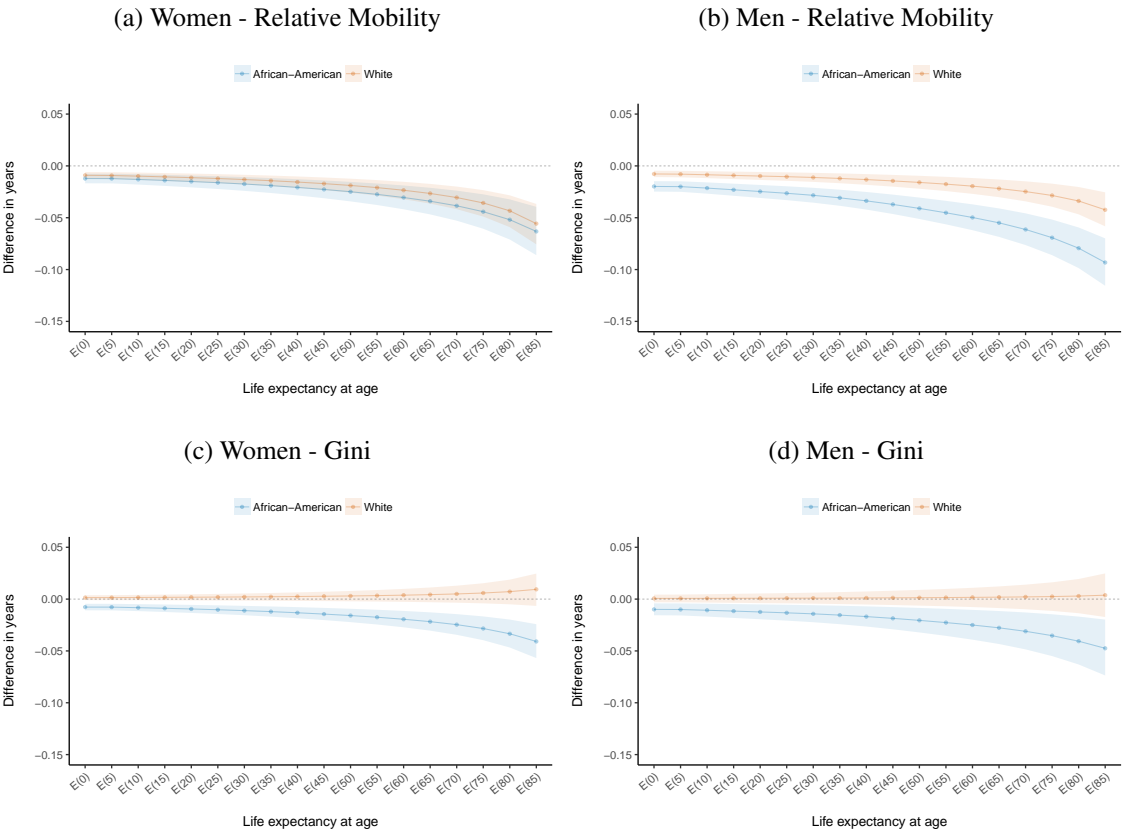 (a) Women - Relative Mobility
African−American White
0.05
0.00
−0.05
−0.10
−0.15
Difference in years
E(0) E(5) E(10) E(15) E(20) E(25) E(30) E(35) E(40) E(45) E(50) E(55) E(60) E(65) E(70) E(75) E(80) E(85)
Life expectancy at age
(b) Men - Relative Mobility
African−American White
0.05
0.00
−0.05
−0.10
−0.15
Difference in years
E(0) E(5) E(10) E(15) E(20) E(25) E(30) E(35) E(40) E(45) E(50) E(55) E(60) E(65) E(70) E(75) E(80) E(85)
Life expectancy at age
(c) Women - Gini
African−American White
0.05
0.00
−0.05
−0.10
−0.15
Difference in years
E(0) E(5) E(10) E(15) E(20) E(25) E(30) E(35) E(40) E(45) E(50) E(55) E(60) E(65) E(70) E(75) E(80) E(85)
Life expectancy at age
(d) Men - Gini
African−American White
0.05
0.00
−0.05
−0.10
−0.15
Difference in years
E(0) E(5) E(10) E(15) E(20) E(25) E(30) E(35) E(40) E(45) E(50) E(55) E(60) E(65) E(70) E(75) E(80) E(85)
Life expectancy at age